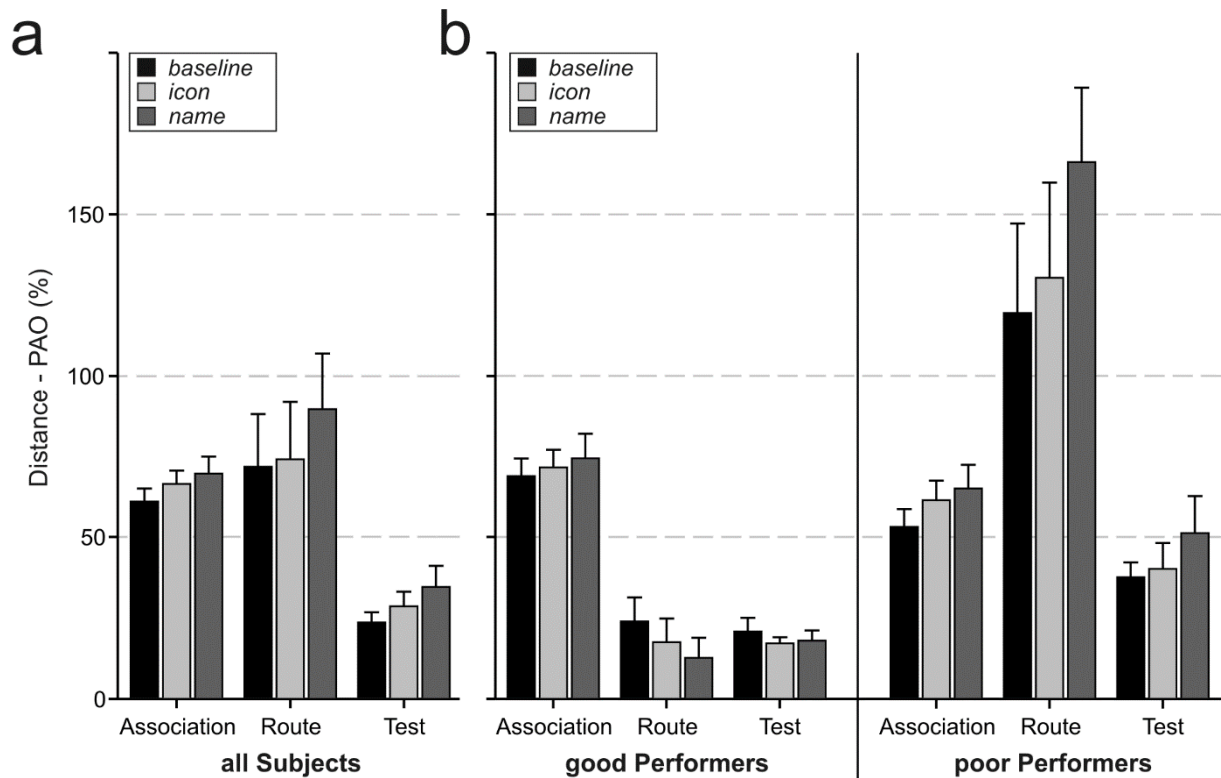 a
baseline
icon
name
b
baseline
icon
name
Distance - PAO (%)
150
100
50
0
Association Route Test
all Subjects
Association Route Test
good Performers
Association Route Test
poor Performers